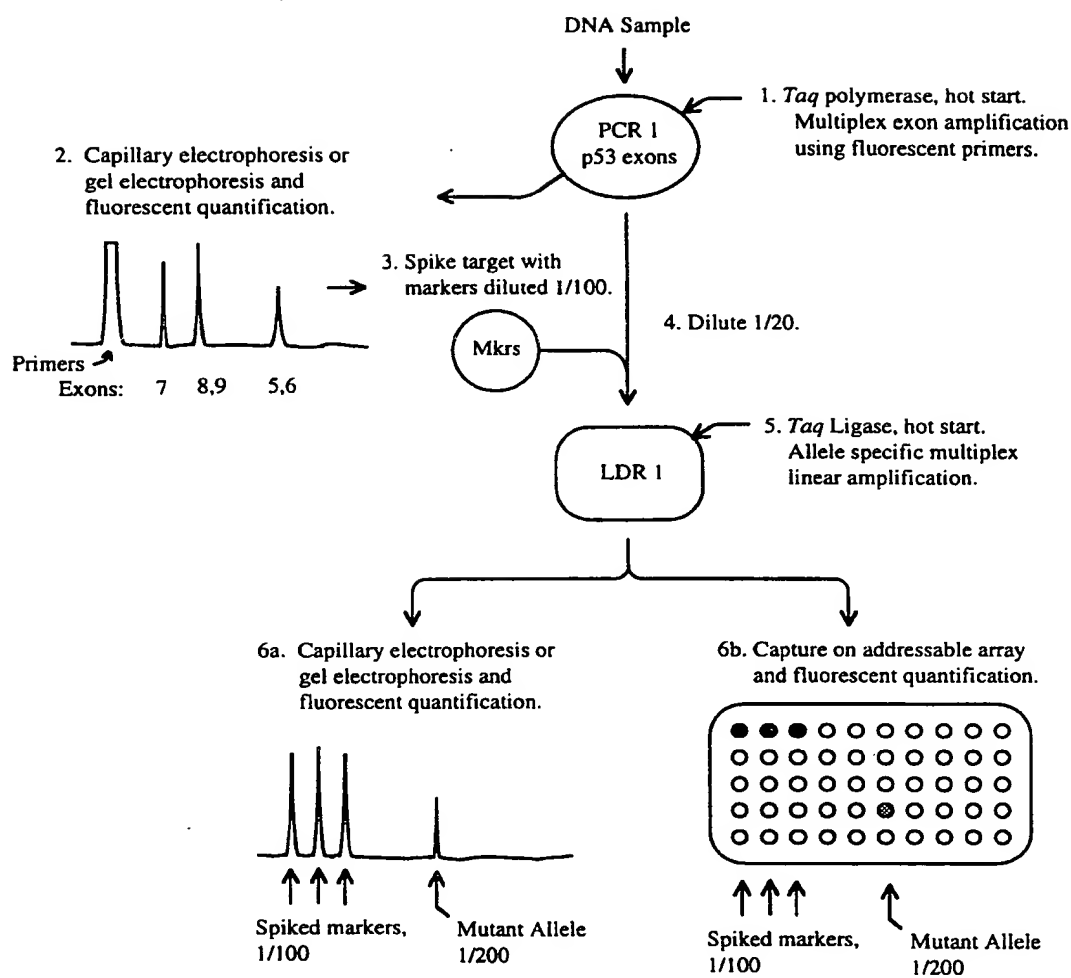 DNA Sample
PCR 1
p53 exons
1. Taq polymerase, hot start.
Multiplex exon amplification
using fluorescent primers.
2. Capillary electrophoresis or
gel electrophoresis and
fluorescent quantification.
Primers
Exons: 7 8,9 5,6
3. Spike target with
markers diluted 1/100.
Mkrs
4. Dilute 1/20.
5. Taq Ligase, hot start.
Allele specific multiplex
linear amplification.
LDR 1
6a. Capillary electrophoresis or
gel electrophoresis and
fluorescent quantification.
Spiked markers,
1/100
Mutant Allele
1/200
6b. Capture on addressable array
and fluorescent quantification.
Spiked markers,
1/100
Mutant Allele
1/200